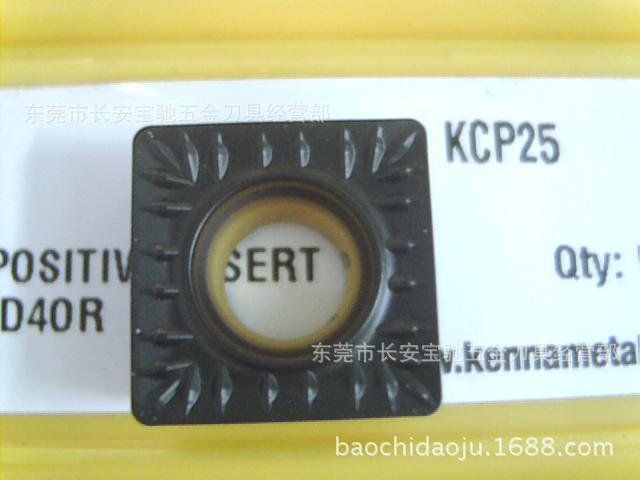 东莞市长安宝驰五金刀具经营部
KCP25
POSITIV SERT
Qty:
D40R
东莞市长安宝驰五金刀具经营部
.kennametal
baochidaoju.1688.com